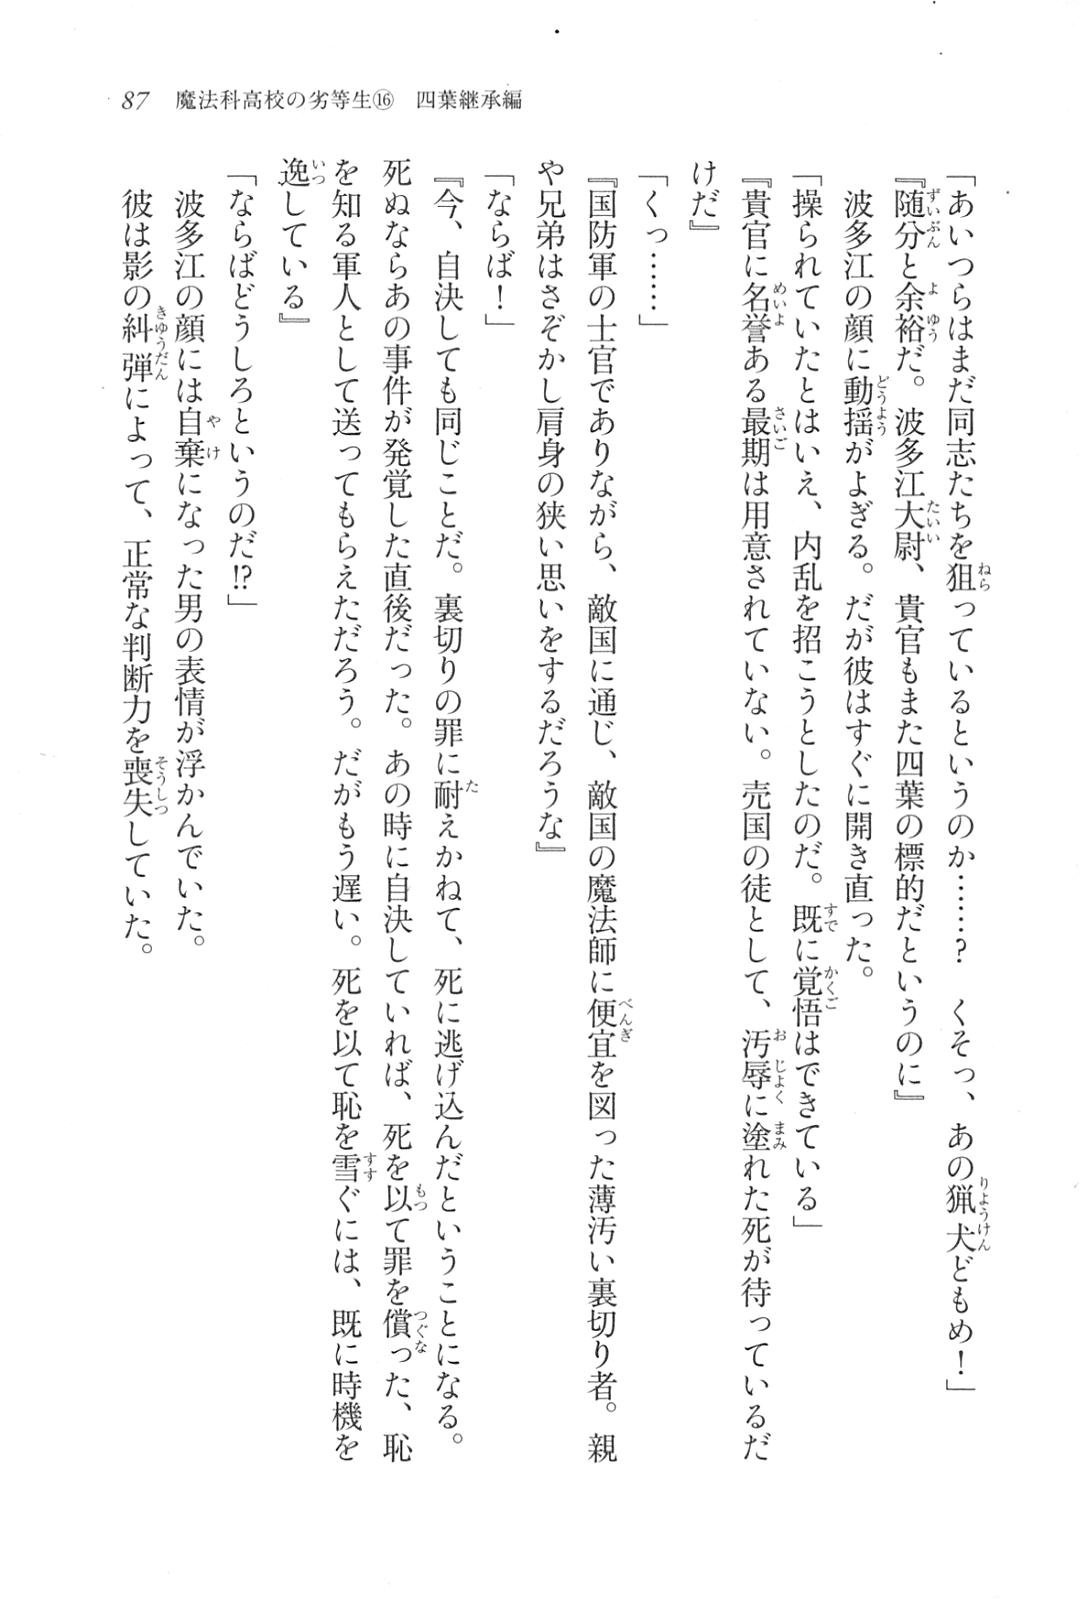 87　魔法科高校の劣等生⑯　四葉継承編
「あいつらはまだ同志たちを狙っているというのか……？　くそっ、あの猟犬どもめ！」
『随分と余裕だ。波多江大尉、貴官もまた四葉の標的だというのに』
　波多江の顔に動揺がよぎる。だが彼はすぐに開き直った。
「操られていたとはいえ、内乱を招こうとしたのだ。既に覚悟はできている」
『貴官に名誉ある最期は用意されていない。売国の徒として、汚辱に塗れた死が待っているだ
けだ』
「くっ……」
『国防軍の士官でありながら、敵国に通じ、敵国の魔法師に便宜を図った薄汚い裏切り者。親
や兄弟はさぞかし肩身の狭い思いをするだろうな』
「ならば！」
『今、自決しても同じことだ。裏切りの罪に耐えかねて、死に逃げ込んだということになる。
死ぬならあの事件が発覚した直後だった。あの時に自決していれば、死を以て罪を償った、恥
を知る軍人として送ってもらえただろう。だがもう遅い。死を以て恥を雪ぐには、既に時機を
逸している』
「ならばどうしろというのだ!?」
　波多江の顔には自棄になった男の表情が浮かんでいた。
　彼は影の糾弾によって、正常な判断力を喪失していた。